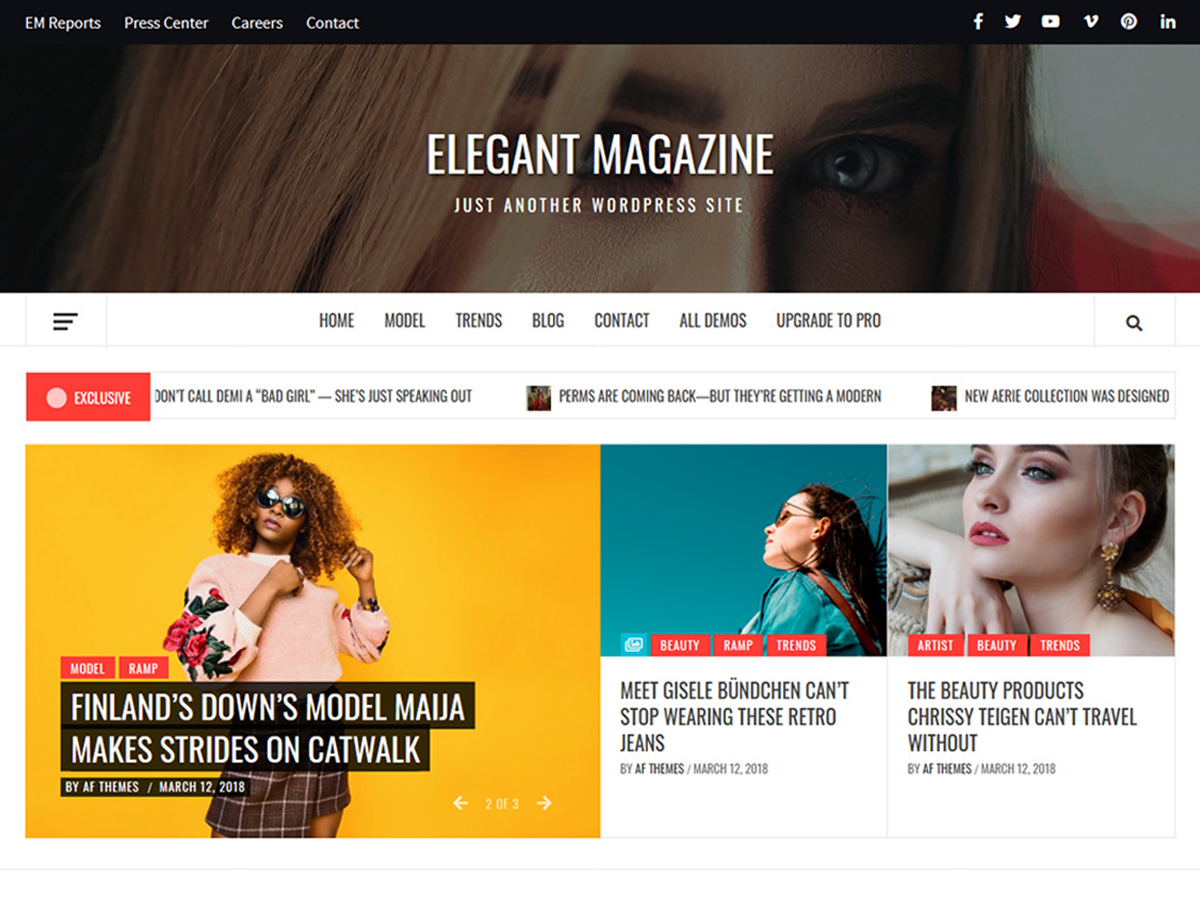 EM Reports Press Center Careers Contact
ELEGANT MAGAZINE
JUST ANOTHER WORDPRESS SITE
HOME MODEL TRENDS BLOG CONTACT ALL DEMOS UPGRADE TO PRO
EXCLUSIVE DON'T CALL DEMI A “BAD GIRL” — SHE'S JUST SPEAKING OUT PERMS ARE COMING BACK—BUT THEY'RE GETTING A MODERN NEW AERIE COLLECTION WAS DESIGNED
MODEL RAMP
FINLAND'S DOWN'S MODEL MAIJA
MAKES STRIDES ON CATWALK
BY AF THEMES / MARCH 12, 2018
2 OF 3
BEAUTY RAMP TRENDS
MEET GISELE BÜNDCHEN CAN'T
STOP WEARING THESE RETRO
JEANS
BY AF THEMES / MARCH 12, 2018
ARTIST BEAUTY TRENDS
THE BEAUTY PRODUCTS
CHRISSY TEIGEN CAN'T TRAVEL
WITHOUT
BY AF THEMES / MARCH 12, 2018